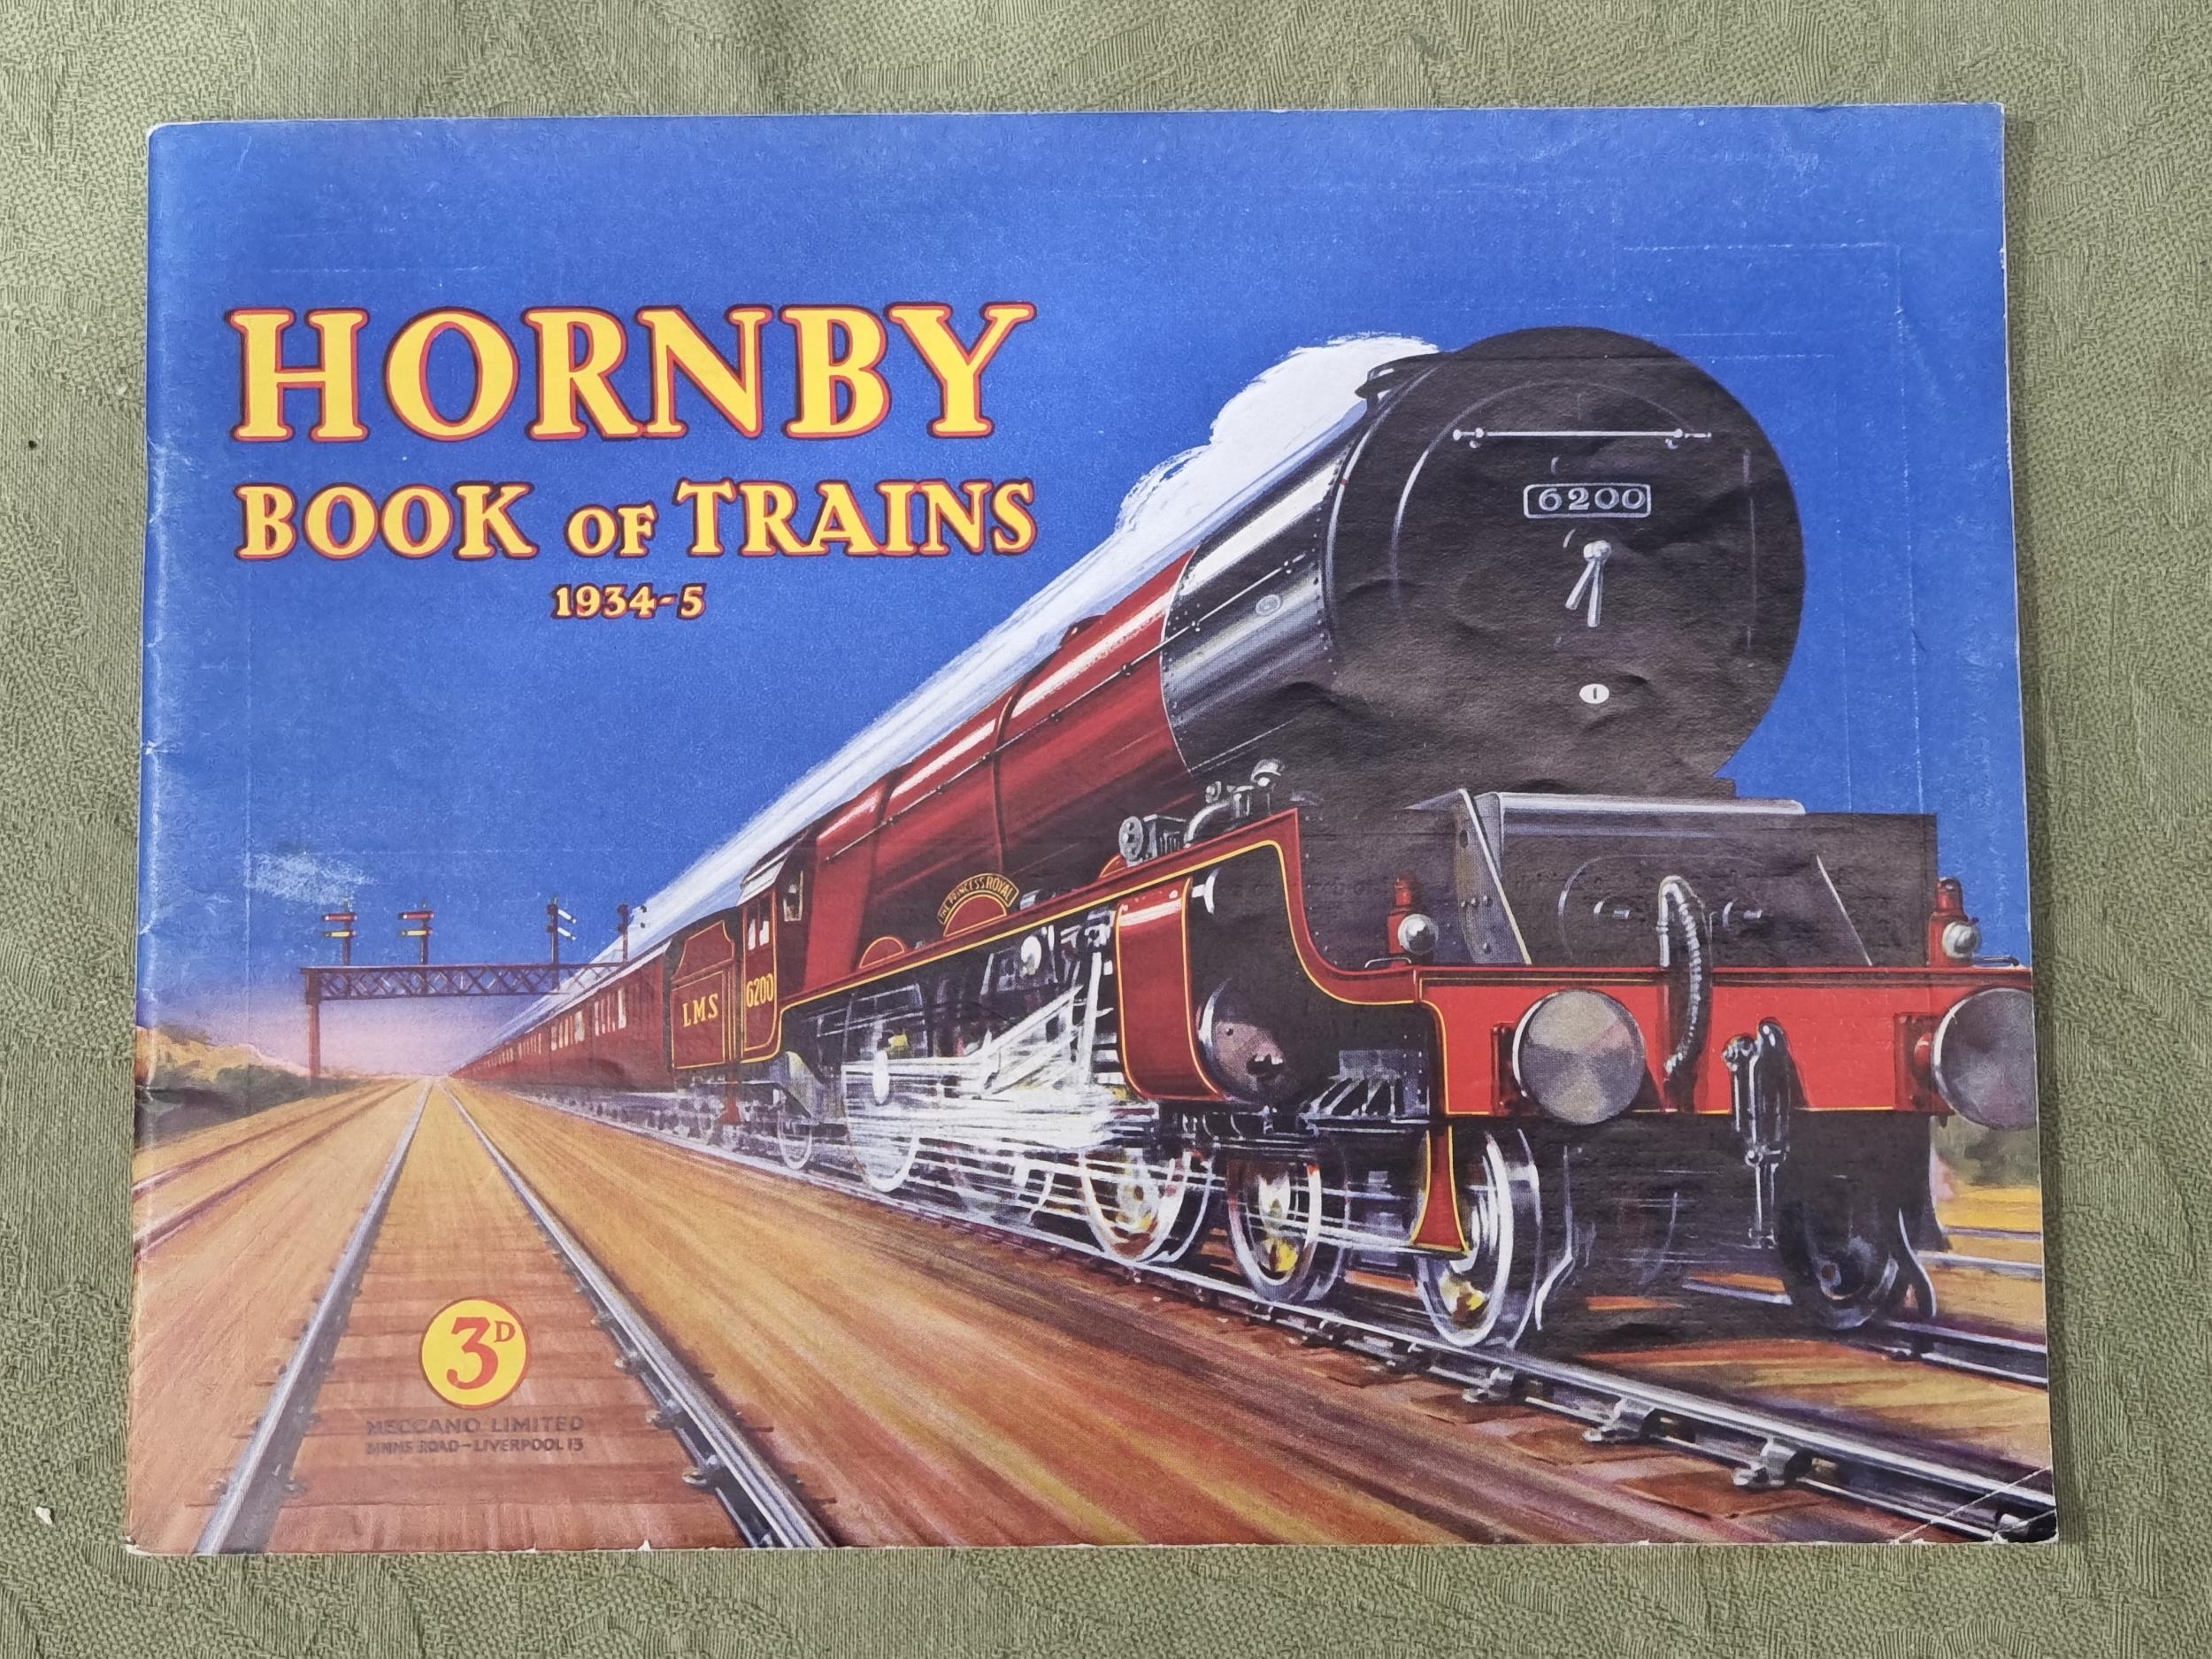 HORNBY
BOOK OF TRAINS
1934-5
6200
THE PRINCESS ROYAL
LMS
6200
3D
MECCANO LIMITED
BINNS ROAD-LIVERPOOL 13